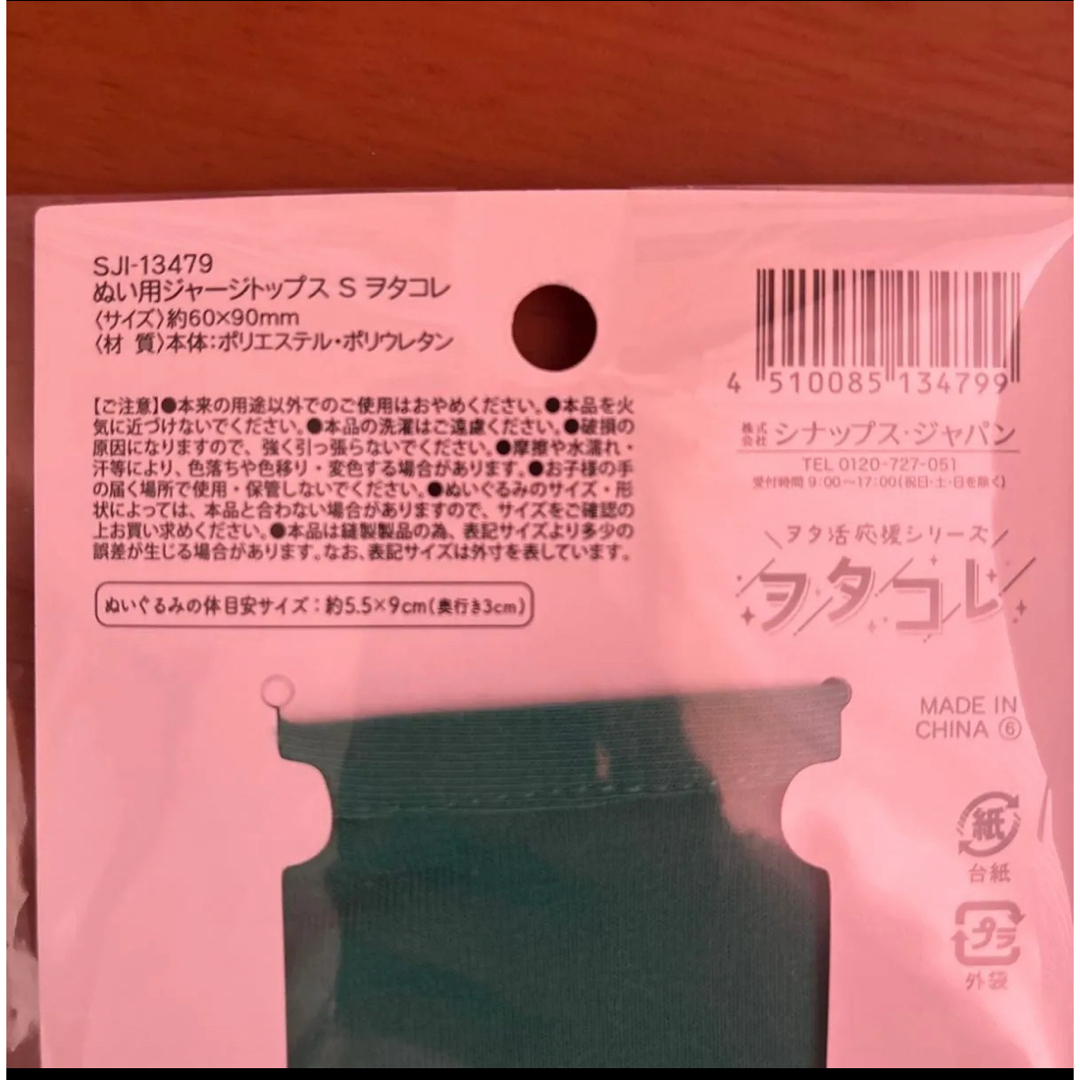 SJI-13479
ぬい用ジャージトップス S ヲタコレ
〈サイズ〉約60×90mm
〈材 質〉本体：ポリエステル・ポリウレタン
【ご注意】●本来の用途以外でのご使用はおやめください。●本品を火
気に近づけないでください。●本品の洗濯はご遠慮ください。●破損の
原因になりますので、強く引っ張らないでください。●摩擦や水濡れ・
汗等により、色落ちや色移り・変色する場合があります。●お子様の手
の届く場所で使用・保管しないでください。●ぬいぐるみのサイズ・形
状によっては、本品と合わない場合がありますので、サイズをご確認の
上お買い求めください。●本品は縫製製品の為、表記サイズより多少の
誤差が生じる場合があります。なお、表記サイズは外寸を表しています。
ぬいぐるみの体目安サイズ：約5.5×9cm（奥行き3cm）
4 510085 134799
株式会社 シナップス・ジャパン
TEL 0120-727-051
受付時間 9:00〜17:00（祝日・土・日を除く）
＼ヲタ活応援シリーズ／
ヲタコレ
MADE IN
CHINA ⑥
紙
台紙
プラ
外袋